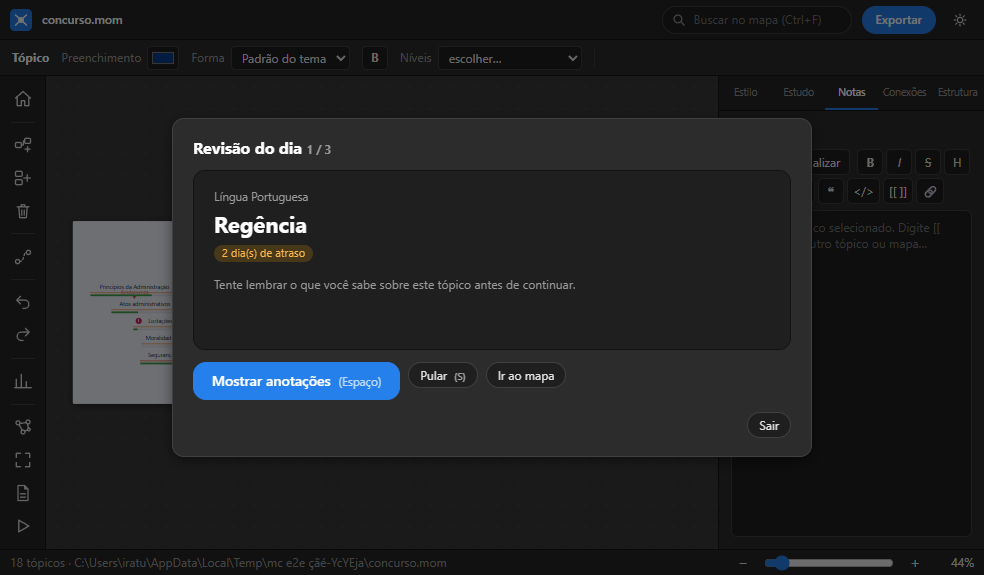 concurso.mom
Buscar no mapa (Ctrl+F)
Exportar
Tópico Preenchimento Forma Padrão do tema B Níveis escolher...
Estilo Estudo Notas Conexões Estrutura
alizar B I S H
❝ </> [[ ]]
co selecionado. Digite [[
utro tópico ou mapa...
Revisão do dia 1 / 3
Língua Portuguesa
Regência
2 dia(s) de atraso
Tente lembrar o que você sabe sobre este tópico antes de continuar.
Mostrar anotações (Espaço) Pular (S) Ir ao mapa
Sair
Princípios da Administração
Atos administrativos
Licitações
Moralidad
18 tópicos · C:\Users\iratu\AppData\Local\Temp\mc e2e çãé-YcYEja\concurso.mom
− + 44%